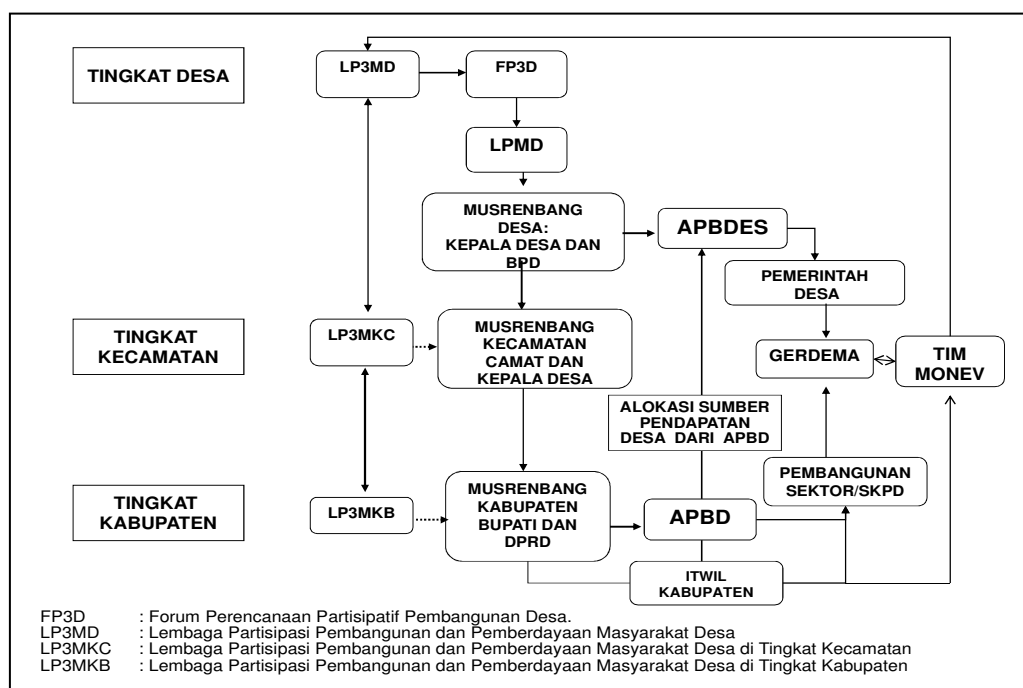 TINGKAT DESA
LP3MD
FP3D
LPMD
MUSRENBANG
DESA:
KEPALA DESA DAN
BPD
APBDES
PEMERINTAH
DESA
TINGKAT
KECAMATAN
LP3MKC
MUSRENBANG
KECAMATAN
CAMAT DAN
KEPALA DESA
GERDEMA
TIM
MONEV
ALOKASI SUMBER
PENDAPATAN
DESA DARI APBD
PEMBANGUNAN
SEKTOR/SKPD
TINGKAT
KABUPATEN
LP3MKB
MUSRENBANG
KABUPATEN
BUPATI DAN
DPRD
APBD
ITWIL
KABUPATEN
FP3D : Forum Perencanaan Partisipatif Pembangunan Desa.
LP3MD : Lembaga Partisipasi Pembangunan dan Pemberdayaan Masyarakat Desa
LP3MKC : Lembaga Partisipasi Pembangunan dan Pemberdayaan Masyarakat Desa di Tingkat Kecamatan
LP3MKB : Lembaga Partisipasi Pembangunan dan Pemberdayaan Masyarakat Desa di Tingkat Kabupaten